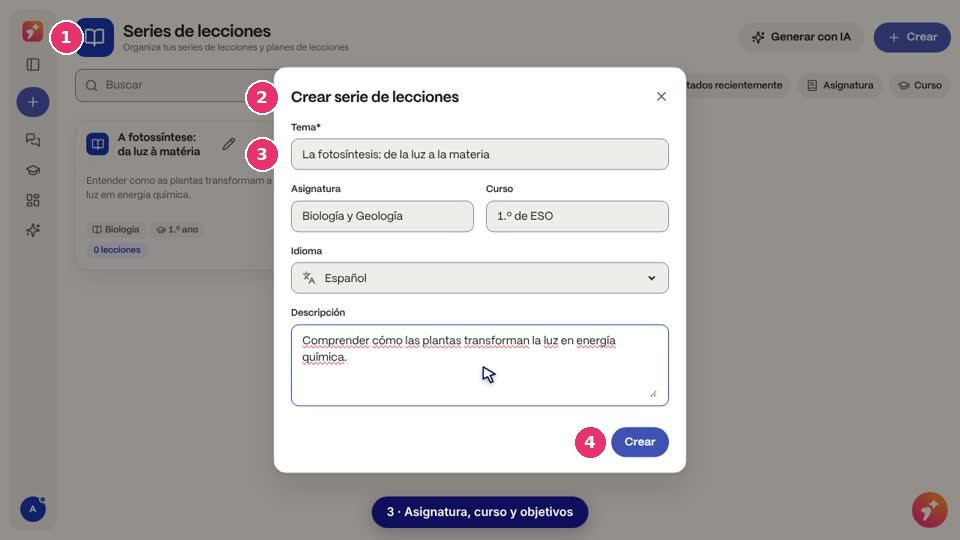 1
Series de lecciones
Organiza tus series de lecciones y planes de lecciones
Generar con IA
Crear
Buscar
tados recientemente
Asignatura
Curso
A fotossíntese:
da luz à matéria
Entender como as plantas transformam a
luz em energia química.
Biologia
1.º ano
0 lecciones
2
Crear serie de lecciones
3
Tema*
La fotosíntesis: de la luz a la materia
Asignatura
Curso
Biología y Geología
1.º de ESO
Idioma
Español
Descripción
Comprender cómo las plantas transforman la luz en energía
química.
4
Crear
A
3 · Asignatura, curso y objetivos